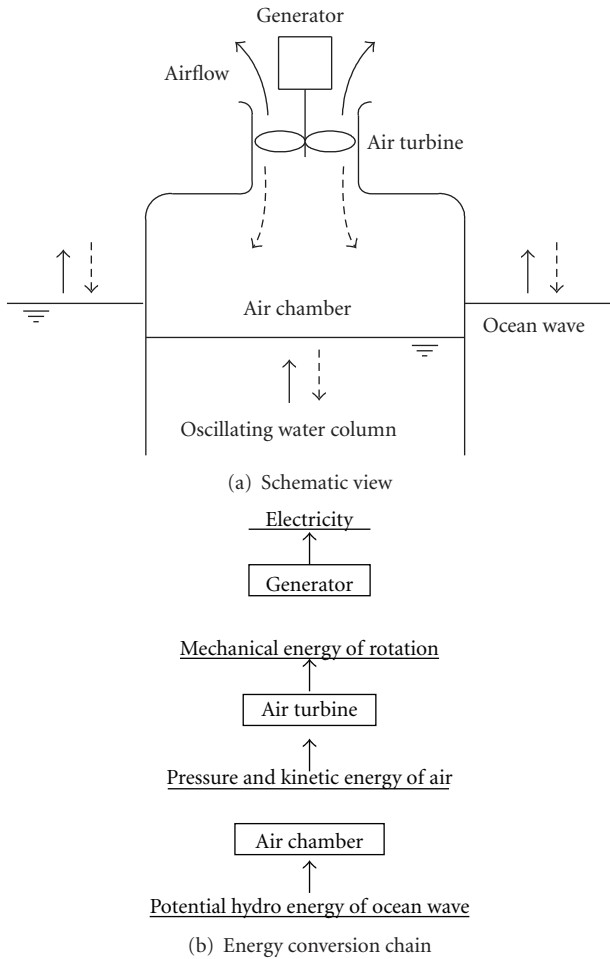 Generator
Airflow
Air turbine
Air chamber
Ocean wave
Oscillating water column
(a) Schematic view
Electricity
Generator
Mechanical energy of rotation
Air turbine
Pressure and kinetic energy of air
Air chamber
Potential hydro energy of ocean wave
(b) Energy conversion chain